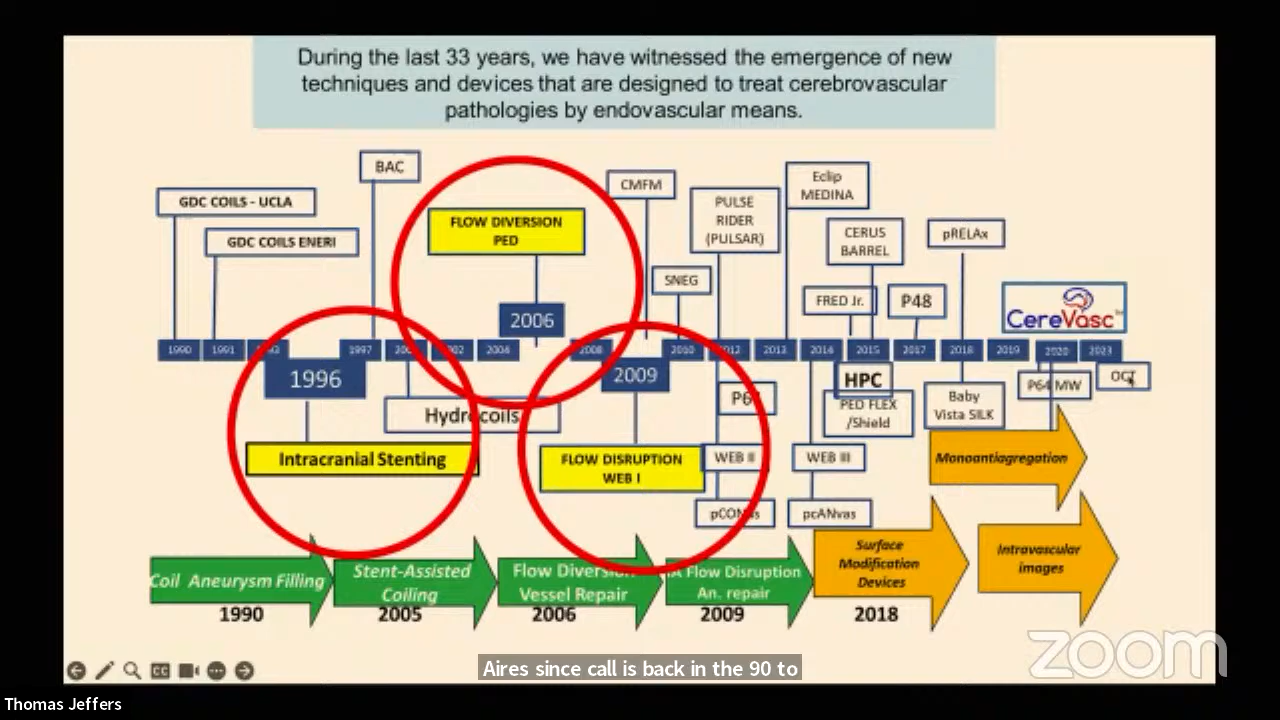 During the last 33 years, we have witnessed the emergence of new
techniques and devices that are designed to treat cerebrovascular
pathologies by endovascular means.
BAC
GDC COILS - UCLA
GDC COILS ENERI
FLOW DIVERSION
PED
CMFM
SNEG
PULSE
RIDER
(PULSAR)
Eclip
MEDINA
CERUS
BARREL
FRED Jr.
P48
pRELAx
CereVasc
2006
1990
1991
1997
2004
2008
2010
2013
2014
2015
2017
2018
2019
2020
2023
1996
2009
Hydrocoils
HPC
PED FLEX
/Shield
Baby
Vista SILK
P64 MW
OCT
Intracranial Stenting
FLOW DISRUPTION
WEB I
WEB II
WEB III
pCONus
pcANvas
Monoantiagregation
Coil Aneurysm Filling
1990
Stent-Assisted
Coiling
2005
Flow Diversion
Vessel Repair
2006
Flow Disruption
An. repair
2009
Surface
Modification
Devices
2018
Intravascular
images
zoom
CC
Aires since call is back in the 90 to
Thomas Jeffers